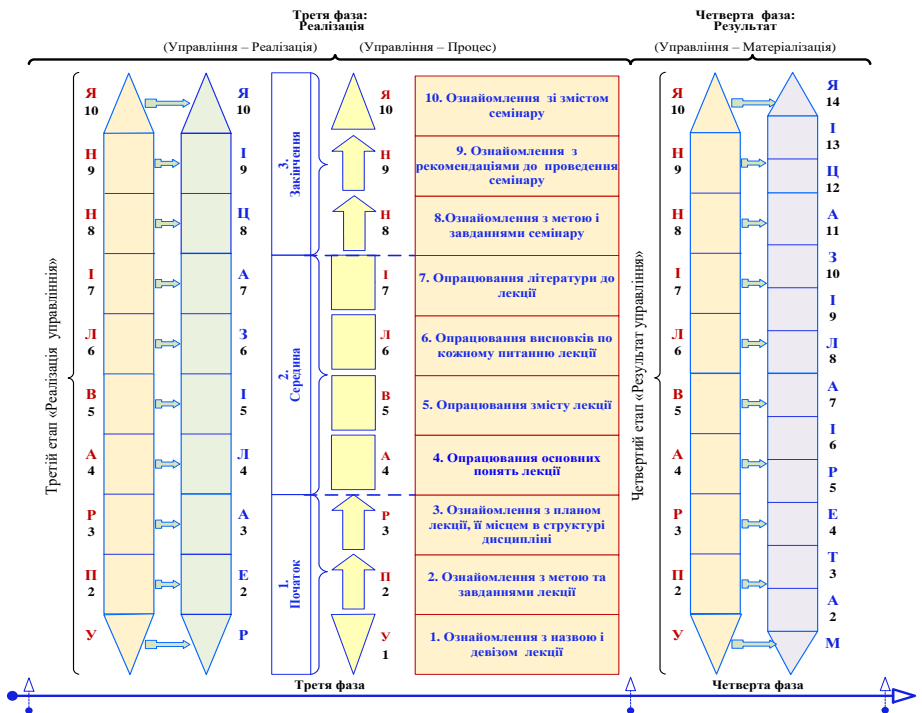 Третя фаза:
Реалізація
(Управління – Реалізація)
(Управління – Процес)
Четверта фаза:
Результат
(Управління – Матеріалізація)
Третій етап «Реалізація управлінння»
Я
10
Н
9
Н
8
І
7
Л
6
В
5
А
4
Р
3
П
2
У
Я
10
І
9
Ц
8
А
7
З
6
І
5
Л
4
А
3
Е
2
Р
3.
Закінчення
2.
Середина
1.
Початок
Я
10
Н
9
Н
8
І
7
Л
6
В
5
А
4
Р
3
П
2
У
1
10. Ознайомлення зі змістом
семінару
9. Ознайомлення з
рекомендаціями до проведення
семінару
8.Ознайомлення з метою і
завданнями семінару
7. Опрацювання літератури до
лекції
6. Опрацювання висновків по
кожному питанню лекції
5. Опрацювання змісту лекції
4. Опрацювання основних
понять лекції
3. Ознайомлення з планом
лекції, її місцем в структурі
дисципліні
2. Ознайомлення з метою та
завданнями лекції
1. Ознайомлення з назвою і
девізом лекції
Четвертий етап «Результат управління»
Я
10
Н
9
Н
8
І
7
Л
6
В
5
А
4
Р
3
П
2
У
Я
14
І
13
Ц
12
А
11
З
10
І
9
Л
8
А
7
І
6
Р
5
Е
4
Т
3
А
2
М
Третя фаза
Четверта фаза